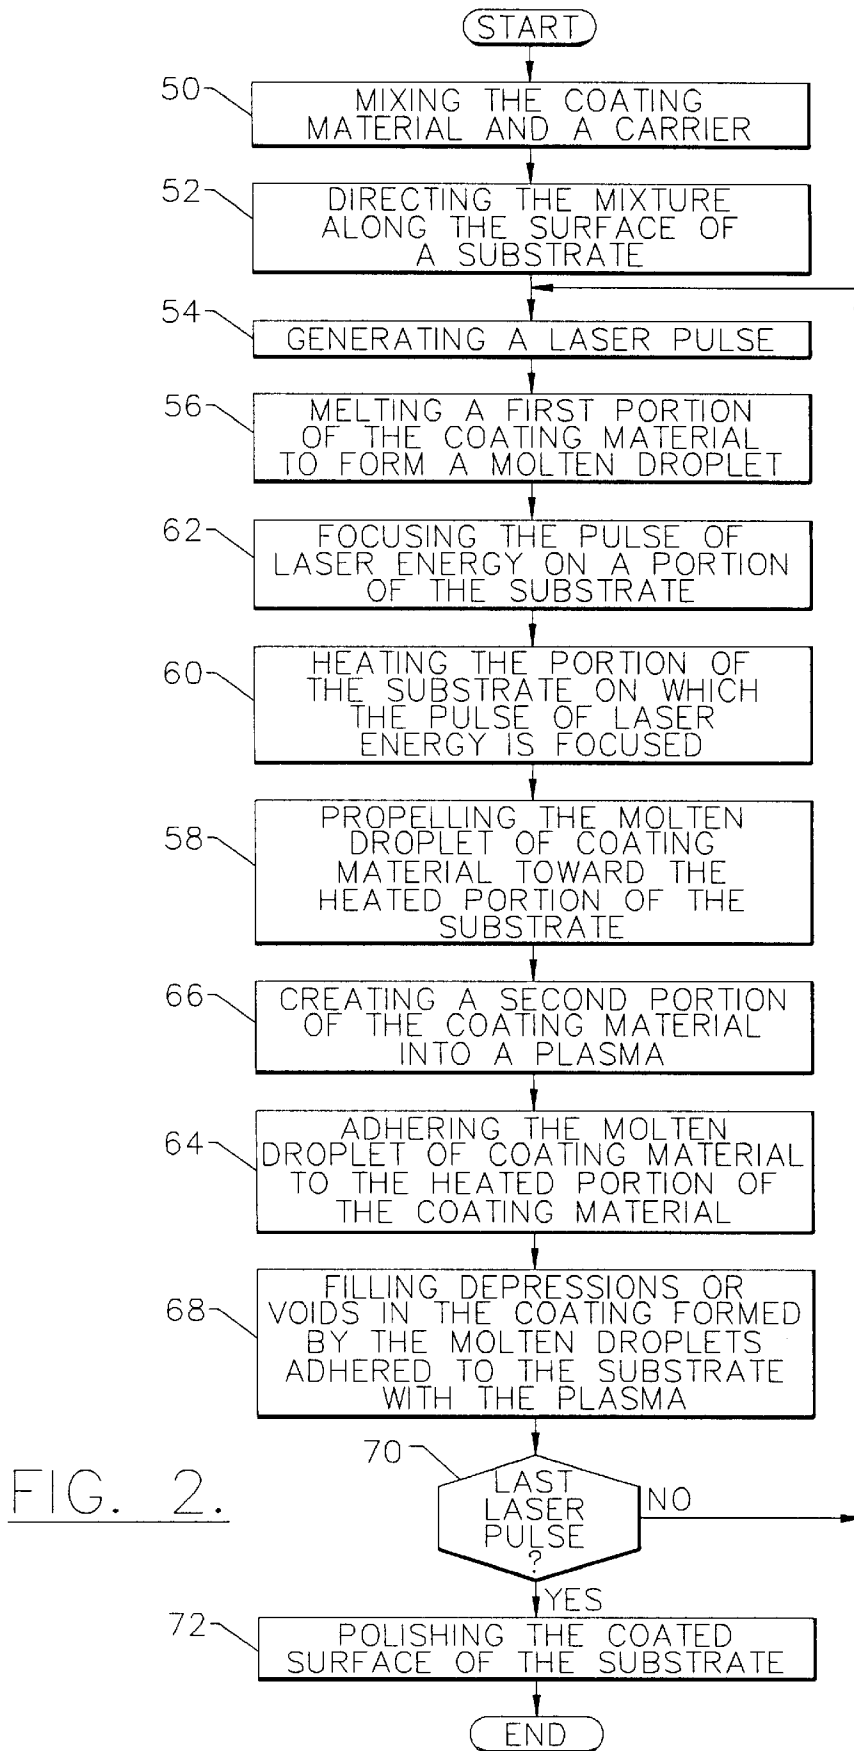 START
50
MIXING THE COATING
MATERIAL AND A CARRIER
52
DIRECTING THE MIXTURE
ALONG THE SURFACE OF
A SUBSTRATE
54
GENERATING A LASER PULSE
56
MELTING A FIRST PORTION
OF THE COATING MATERIAL
TO FORM A MOLTEN DROPLET
62
FOCUSING THE PULSE OF
LASER ENERGY ON A PORTION
OF THE SUBSTRATE
60
HEATING THE PORTION OF
THE SUBSTRATE ON WHICH
THE PULSE OF LASER
ENERGY IS FOCUSED
58
PROPELLING THE MOLTEN
DROPLET OF COATING
MATERIAL TOWARD THE
HEATED PORTION OF THE
SUBSTRATE
66
CREATING A SECOND PORTION
OF THE COATING MATERIAL
INTO A PLASMA
64
ADHERING THE MOLTEN
DROPLET OF COATING MATERIAL
TO THE HEATED PORTION OF
THE COATING MATERIAL
68
FILLING DEPRESSIONS OR
VOIDS IN THE COATING FORMED
BY THE MOLTEN DROPLETS
ADHERED TO THE SUBSTRATE
WITH THE PLASMA
70
LAST
LASER
PULSE
?
NO
FIG. 2.
YES
72
POLISHING THE COATED
SURFACE OF THE SUBSTRATE
END